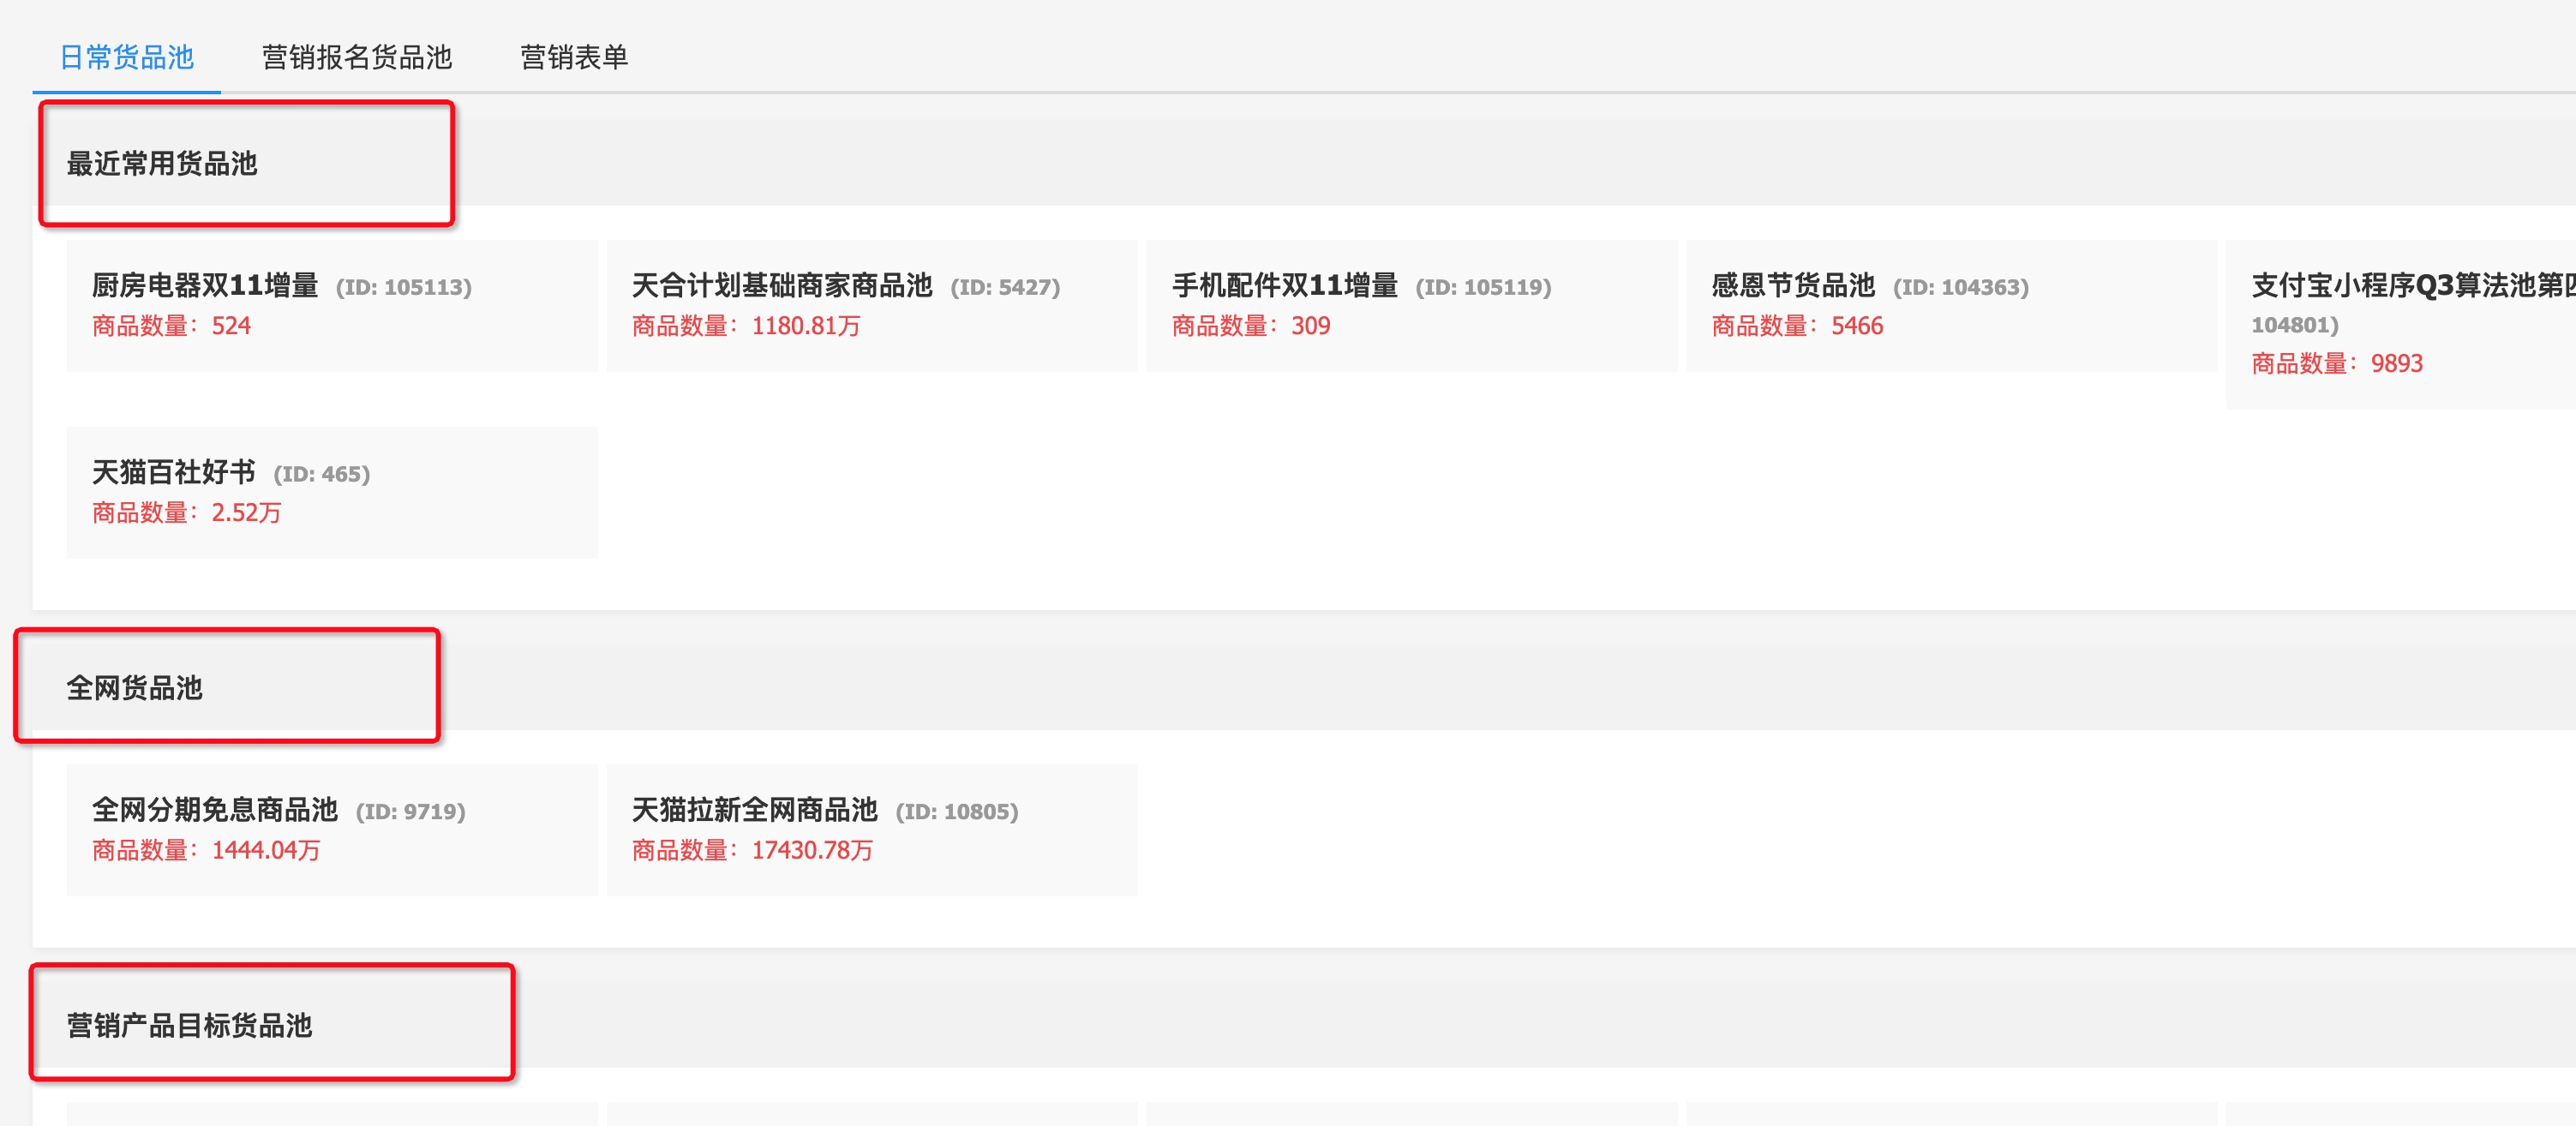 日常货品池 营销报名货品池 营销表单
最近常用货品池
厨房电器双11增量 (ID: 105113)
商品数量：524
天合计划基础商家商品池 (ID: 5427)
商品数量：1180.81万
手机配件双11增量 (ID: 105119)
商品数量：309
感恩节货品池 (ID: 104363)
商品数量：5466
支付宝小程序Q3算法池第
104801)
商品数量：9893
天猫百社好书 (ID: 465)
商品数量：2.52万
全网货品池
全网分期免息商品池 (ID: 9719)
商品数量：1444.04万
天猫拉新全网商品池 (ID: 10805)
商品数量：17430.78万
营销产品目标货品池